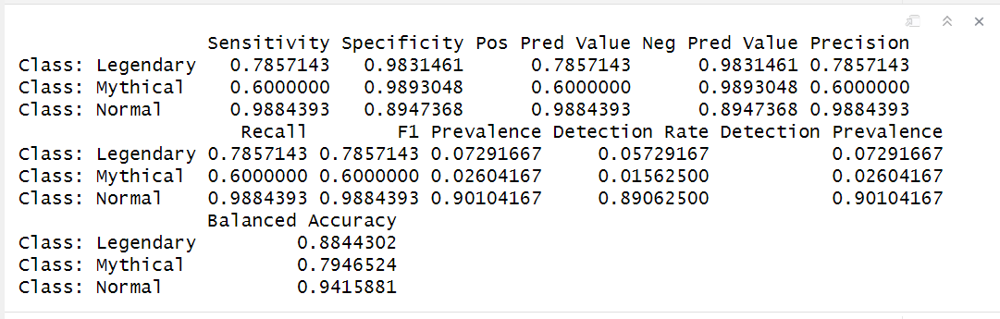 Sensitivity Specificity Pos Pred Value Neg Pred Value Precision
Class: Legendary 0.7857143 0.9831461 0.7857143 0.9831461 0.7857143
Class: Mythical 0.6000000 0.9893048 0.6000000 0.9893048 0.6000000
Class: Normal 0.9884393 0.8947368 0.9884393 0.8947368 0.9884393
Recall F1 Prevalence Detection Rate Detection Prevalence
Class: Legendary 0.7857143 0.7857143 0.07291667 0.05729167 0.07291667
Class: Mythical 0.6000000 0.6000000 0.02604167 0.01562500 0.02604167
Class: Normal 0.9884393 0.9884393 0.90104167 0.89062500 0.90104167
Balanced Accuracy
Class: Legendary 0.8844302
Class: Mythical 0.7946524
Class: Normal 0.9415881